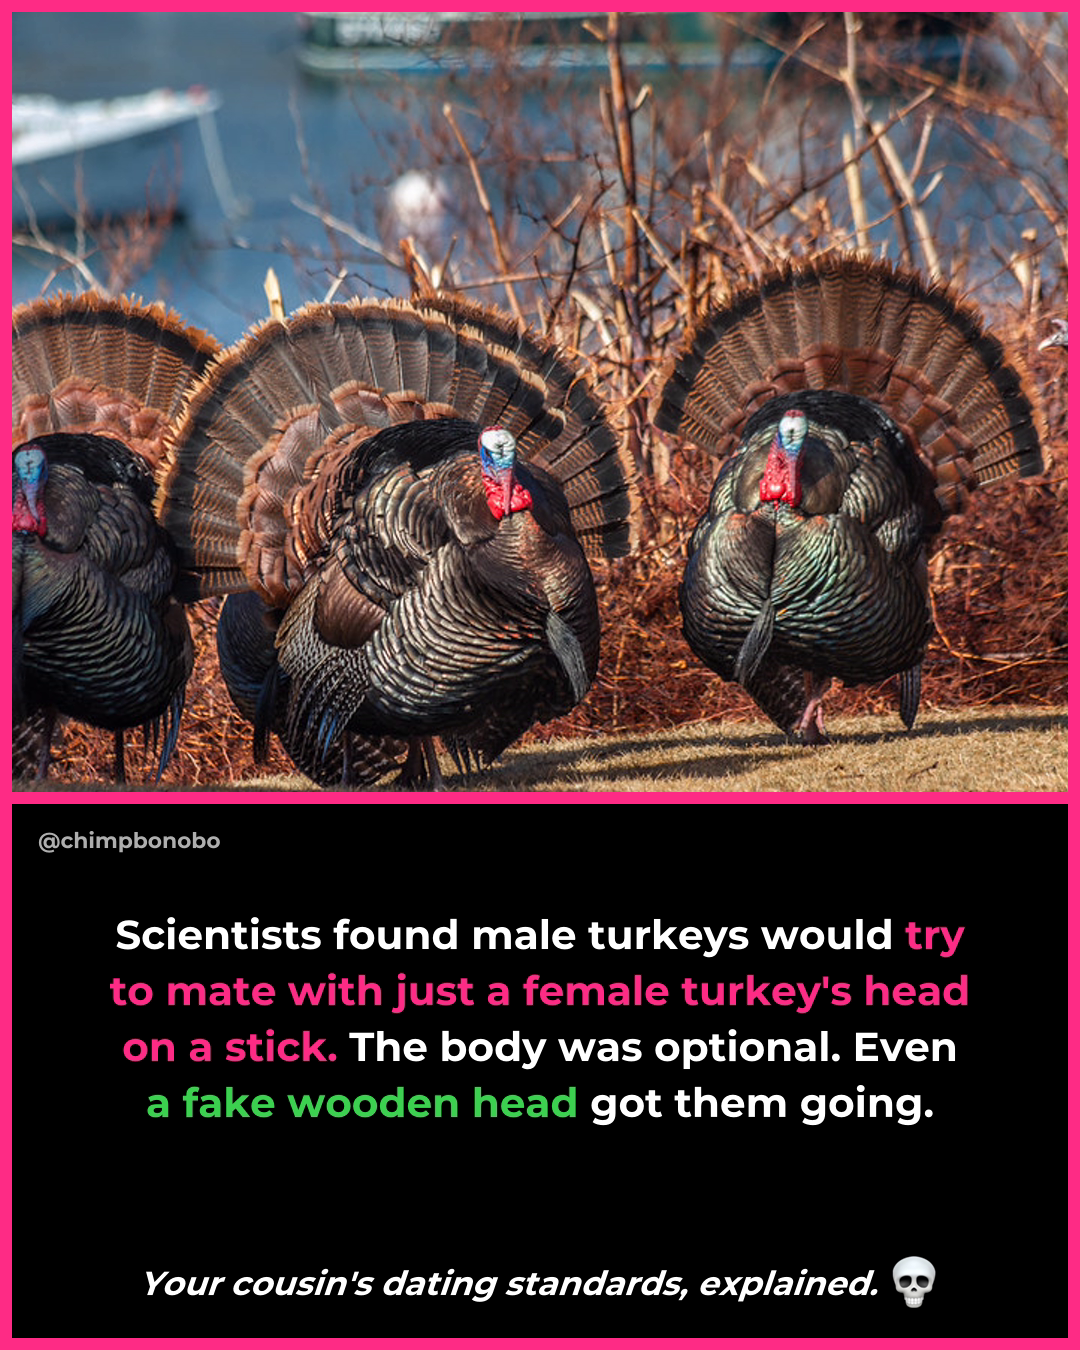 @chimpbonobo
Scientists found male turkeys would try
to mate with just a female turkey's head
on a stick. The body was optional. Even
a fake wooden head got them going.
Your cousin's dating standards, explained. 💀